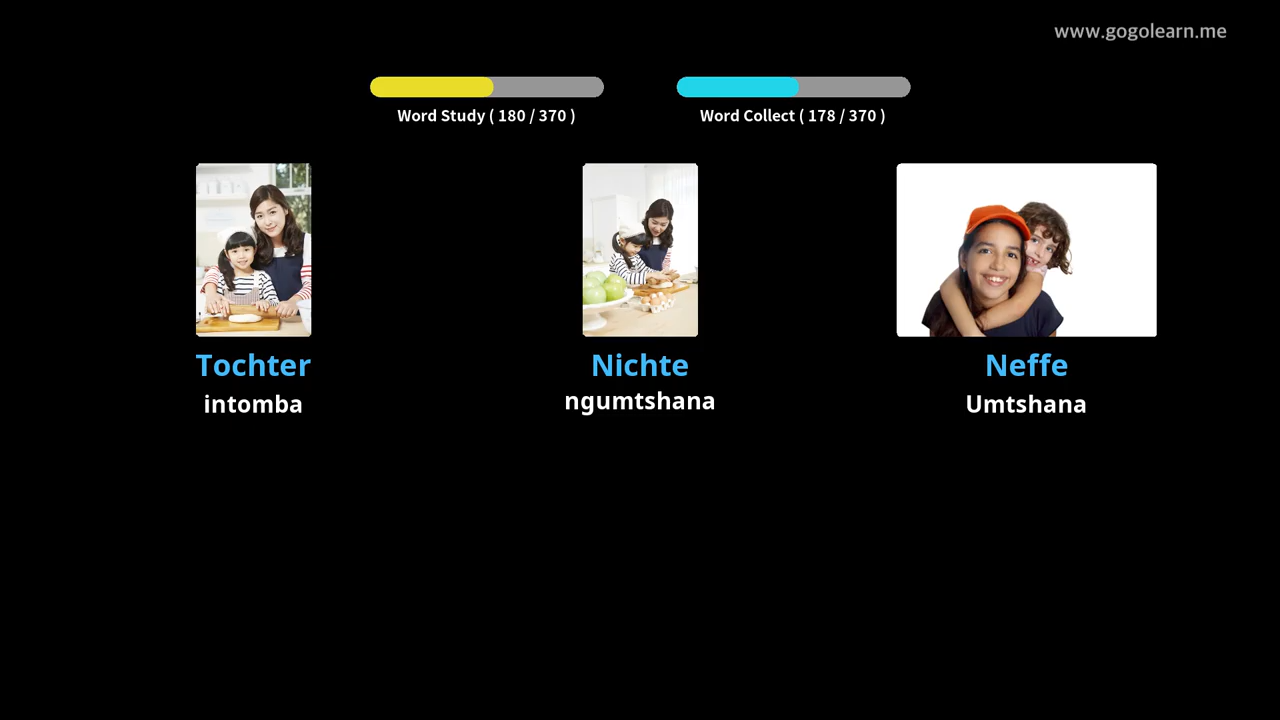 www.gogolearn.me
Word Study ( 180 / 370 )
Word Collect ( 178 / 370 )
Tochter
intomba
Nichte
ngumtshana
Neffe
Umtshana